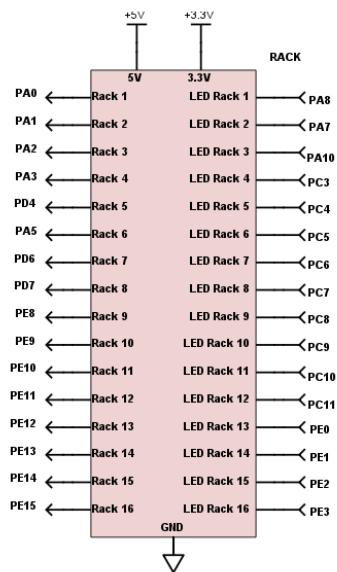 +5V +3.3V
RACK
5V 3.3V
PA0 Rack 1 LED Rack 1 PA8
PA1 Rack 2 LED Rack 2 PA7
PA2 Rack 3 LED Rack 3 PA10
PA3 Rack 4 LED Rack 4 PC3
PD4 Rack 5 LED Rack 5 PC4
PA5 Rack 6 LED Rack 6 PC5
PD6 Rack 7 LED Rack 7 PC6
PD7 Rack 8 LED Rack 8 PC7
PE8 Rack 9 LED Rack 9 PC8
PE9 Rack 10 LED Rack 10 PC9
PE10 Rack 11 LED Rack 11 PC10
PE11 Rack 12 LED Rack 12 PC11
PE12 Rack 13 LED Rack 13 PE0
PE13 Rack 14 LED Rack 14 PE1
PE14 Rack 15 LED Rack 15 PE2
PE15 Rack 16 LED Rack 16 PE3
GND